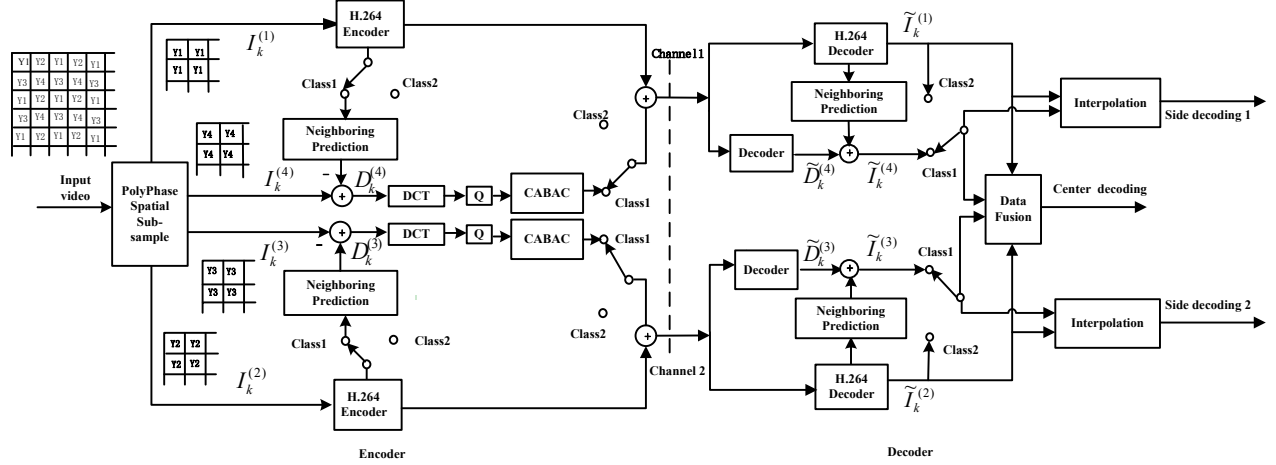 Y1 Y2 Y1 Y2 Y1
Y3 Y4 Y3 Y4 Y3
Y1 Y2 Y1 Y2 Y1
Y3 Y4 Y3 Y4 Y3
Y1 Y2 Y1 Y2 Y1
Input
video
PolyPhase
Spatial
Sub-
sample
Y1 Y1
Y1 Y1
I_k^{(1)}
H.264
Encoder
Class1
Class2
Neighboring
Prediction
Y4 Y4
Y4 Y4
I_k^{(4)}
-
+
D_k^{(4)}
DCT
Q
CABAC
Class2
Class1
+
Channel 1
I_k^{(3)}
-
+
D_k^{(3)}
DCT
Q
CABAC
Class1
Class2
Y3 Y3
Y3 Y3
Neighboring
Prediction
Class1
Class2
Y2 Y2
Y2 Y2
I_k^{(2)}
H.264
Encoder
+
Channel 2
Encoder
H.264
Decoder
Ĩ_k^{(1)}
Class2
Neighboring
Prediction
Decoder
D̃_k^{(4)}
+
Ĩ_k^{(4)}
Class1
Interpolation
Side decoding 1
Data
Fusion
Center decoding
Decoder
D̃_k^{(3)}
+
Ĩ_k^{(3)}
Class1
Neighboring
Prediction
Class2
Interpolation
Side decoding 2
H.264
Decoder
Ĩ_k^{(2)}
Decoder